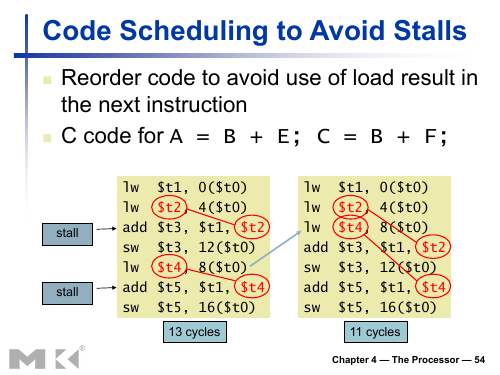 Code Scheduling to Avoid Stalls
Reorder code to avoid use of load result in
the next instruction
C code for A = B + E; C = B + F;
lw $t1, 0($t0)
lw $t2, 4($t0)
stall
add $t3, $t1, $t2
sw $t3, 12($t0)
lw $t4, 8($t0)
stall
add $t5, $t1, $t4
sw $t5, 16($t0)
13 cycles
lw $t1, 0($t0)
lw $t2, 4($t0)
lw $t4, 8($t0)
add $t3, $t1, $t2
sw $t3, 12($t0)
add $t5, $t1, $t4
sw $t5, 16($t0)
11 cycles
MK®
Chapter 4 — The Processor — 54